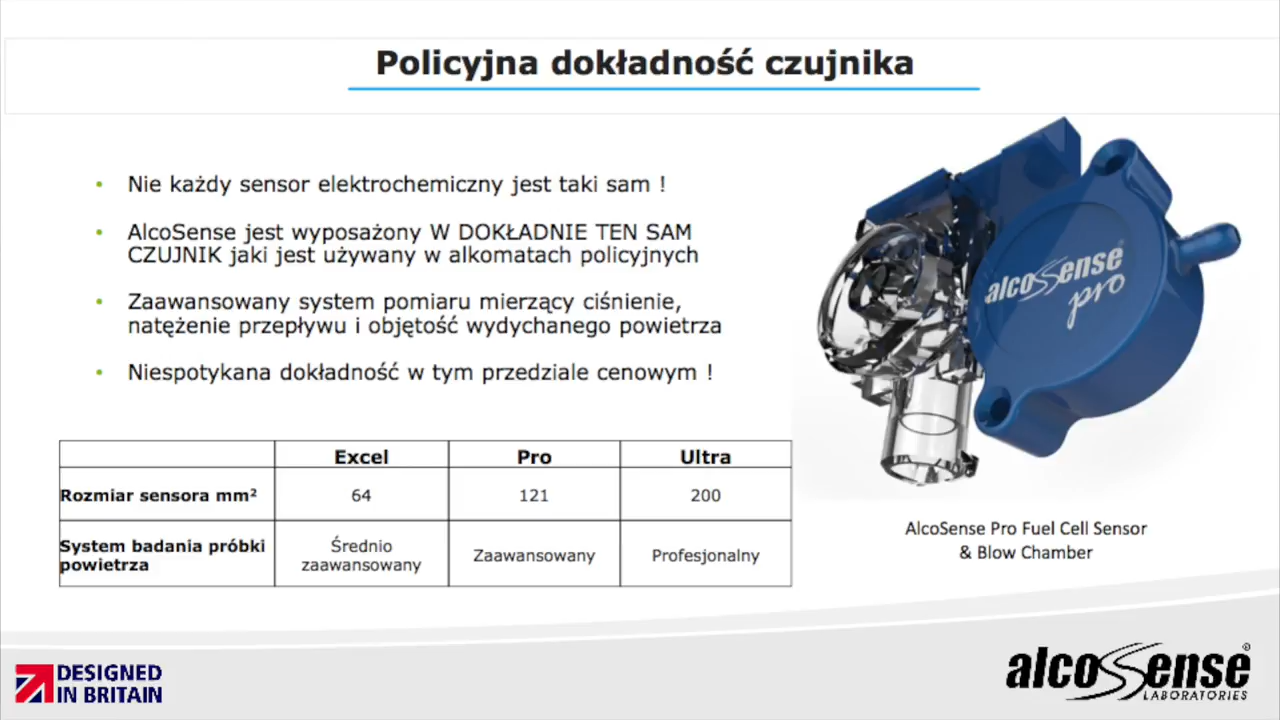 Policyjna dokładność czujnika
• Nie każdy sensor elektrochemiczny jest taki sam !
• AlcoSense jest wyposażony W DOKŁADNIE TEN SAM
CZUJNIK jaki jest używany w alkomatach policyjnych
• Zaawansowany system pomiaru mierzący ciśnienie,
natężenie przepływu i objętość wydychanego powietrza
• Niespotykana dokładność w tym przedziale cenowym !
Excel Pro Ultra
Rozmiar sensora mm² 64 121 200
System badania próbki
powietrza
Średnio
zaawansowany
Zaawansowany
Profesjonalny
alcosense®
pro
AlcoSense Pro Fuel Cell Sensor
& Blow Chamber
DESIGNED
IN BRITAIN
alcosense®
LABORATORIES